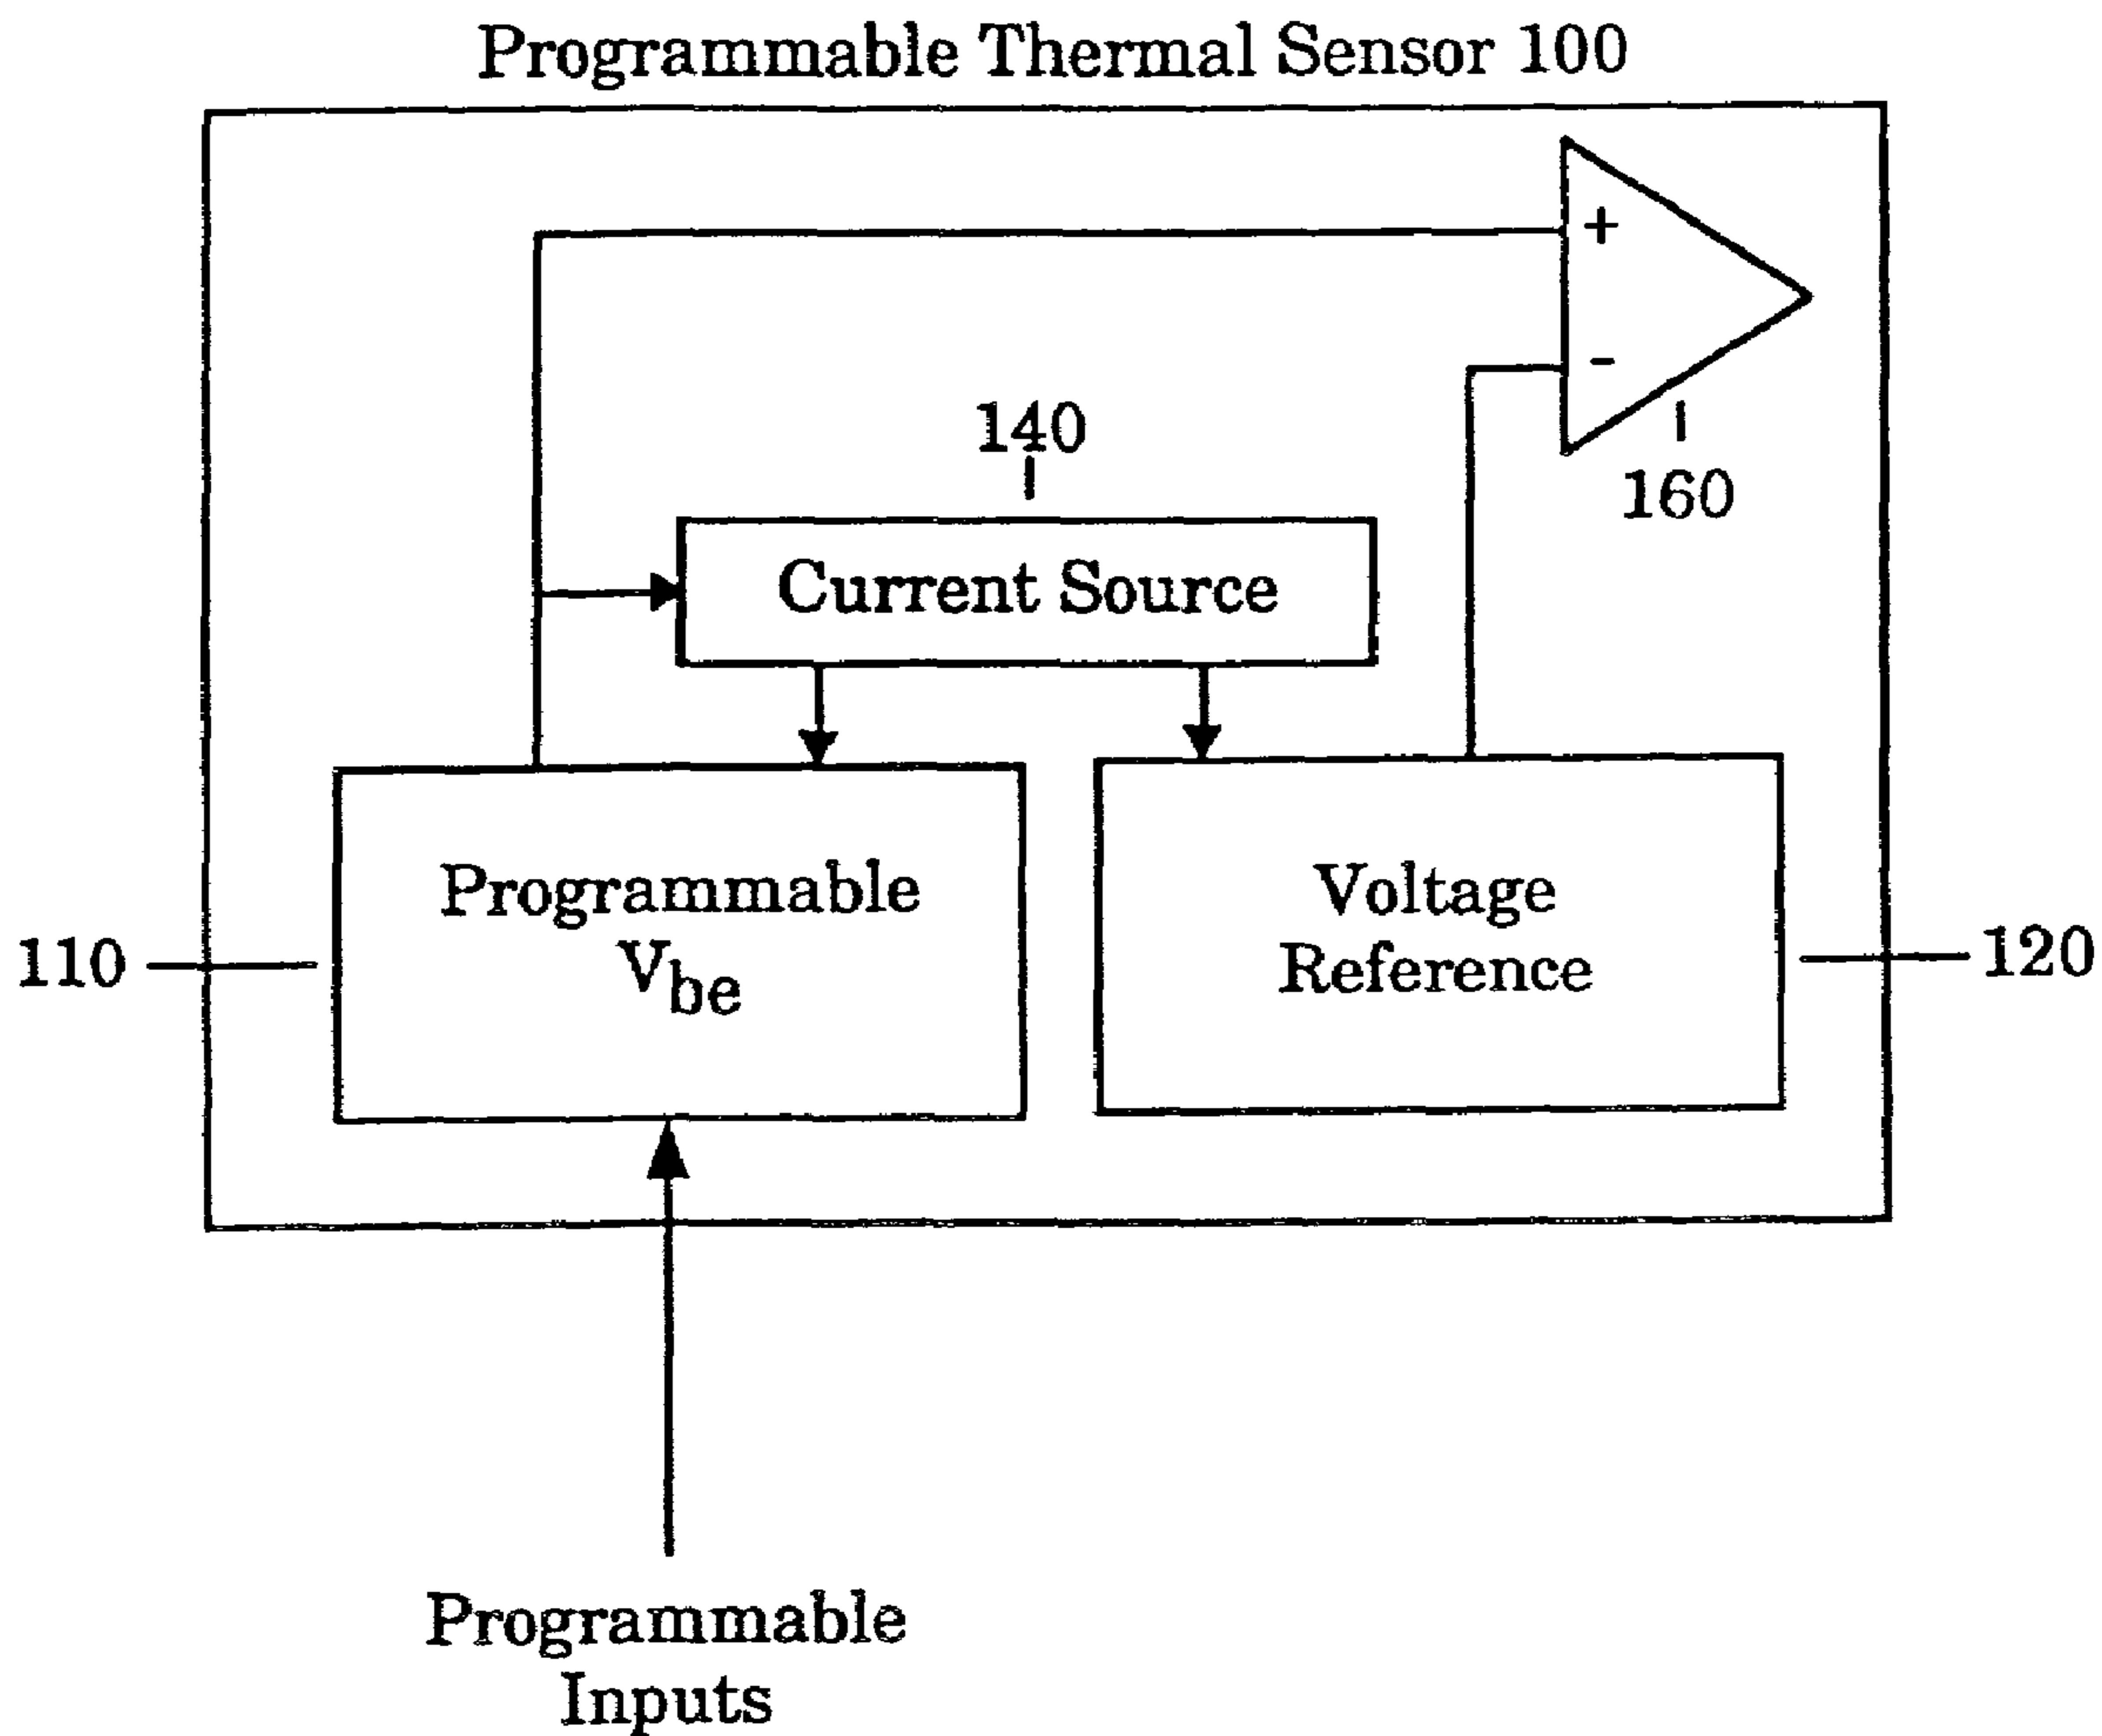 Programmable Thermal Sensor 100
+
-
140
160
Current Source
Programmable
Vbe
Voltage
Reference
110
120
Programmable
Inputs